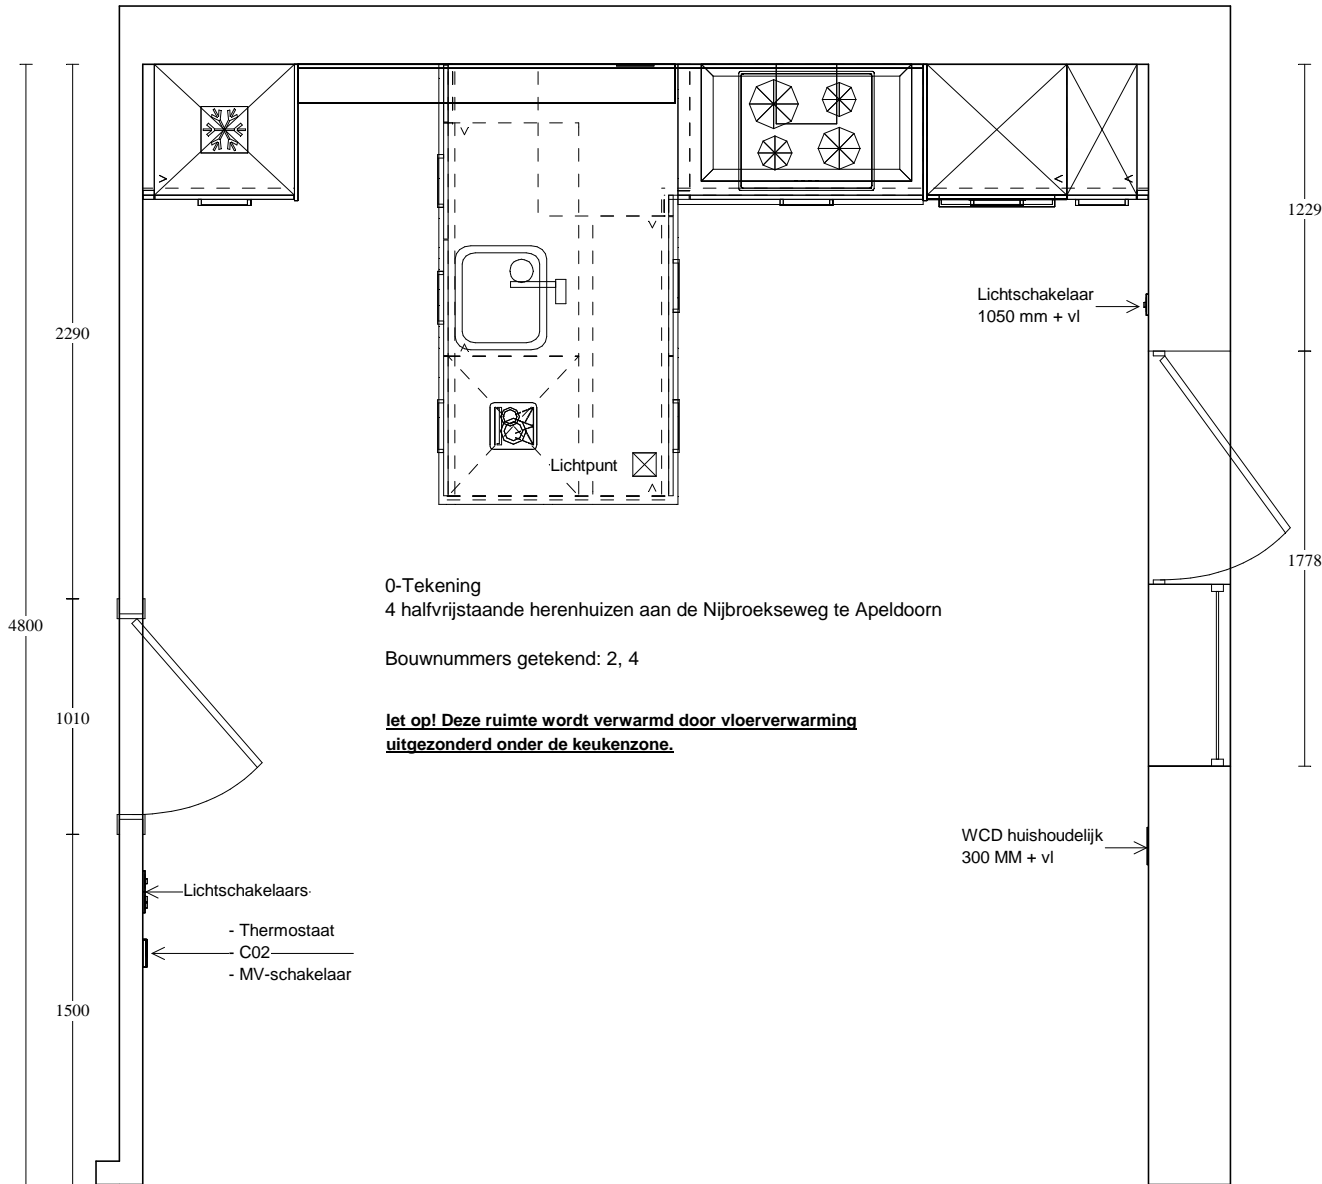 1229
Lichtschakelaar
1050 mm + vl
2290
Lichtpunt
1778
0-Tekening
4 halfvrijstaande herenhuizen aan de Nijbroekseweg te Apeldoorn
4800
Bouwnummers getekend: 2, 4
1010
let op! Deze ruimte wordt verwarmd door vloerverwarming
uitgezonderd onder de keukenzone.
WCD huishoudelijk
300 MM + vl
Lichtschakelaars
- Thermostaat
- C02
- MV-schakelaar
1500